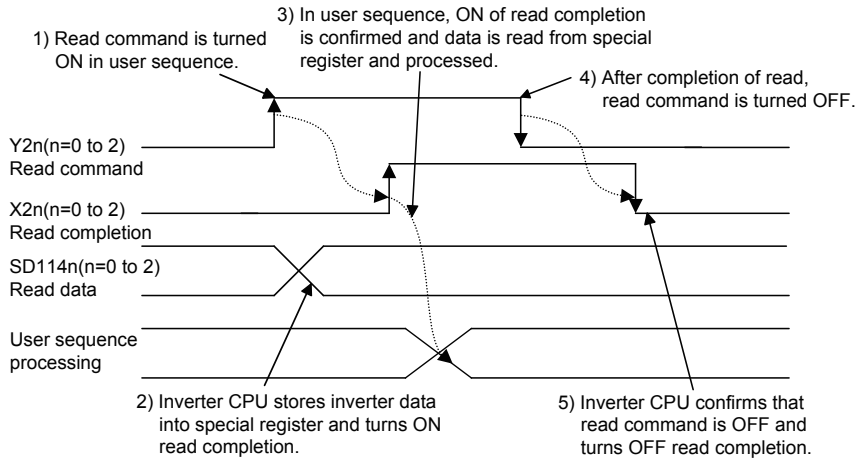 3) In user sequence, ON of read completion
is confirmed and data is read from special
register and processed.
1) Read command is turned
ON in user sequence.
4) After completion of read,
read command is turned OFF.
Y2n(n=0 to 2)
Read command
X2n(n=0 to 2)
Read completion
SD114n(n=0 to 2)
Read data
User sequence
processing
2) Inverter CPU stores inverter data
into special register and turns ON
read completion.
5) Inverter CPU confirms that
read command is OFF and
turns OFF read completion.